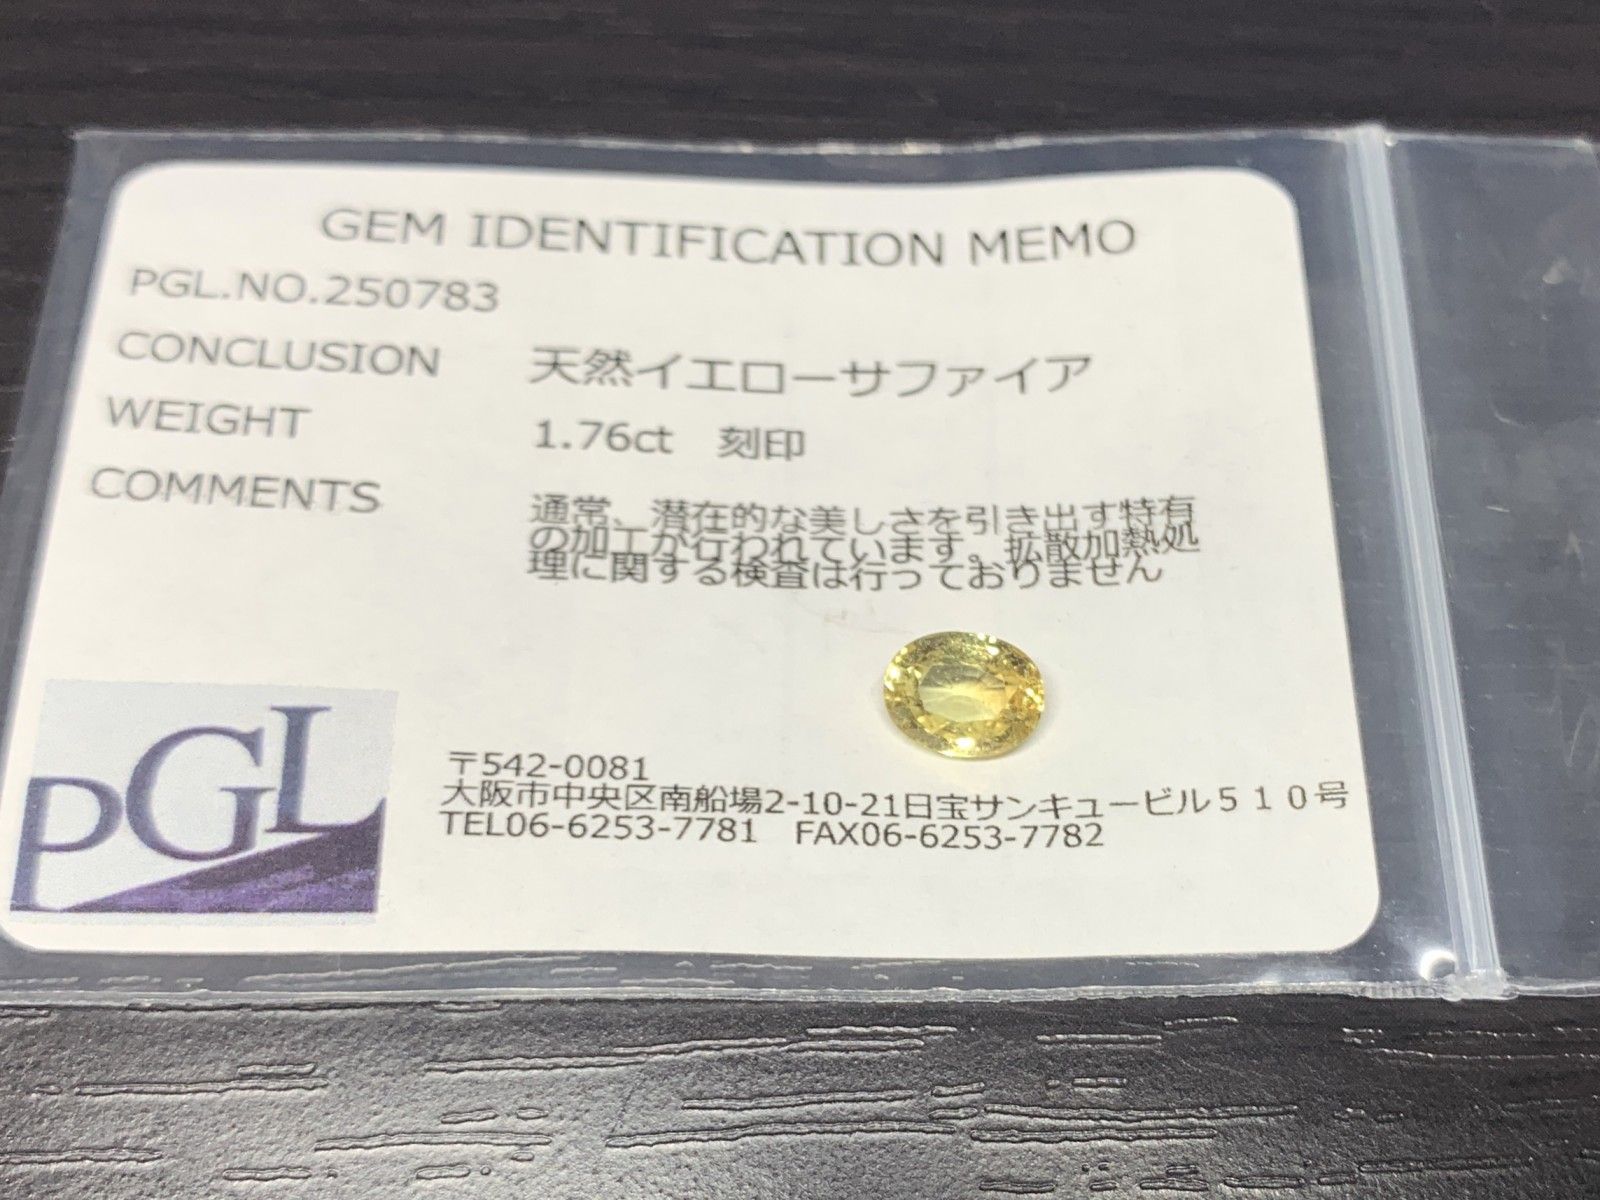 GEM IDENTIFICATION MEMO
PGL.NO.250783
CONCLUSION 天然イエローサファイア
WEIGHT 1.76ct 刻印
COMMENTS 通常、潜在的な美しさを引き出す特有
の加工が行われています。拡散加熱処
理に関する検査は行っておりません
PGL
〒542-0081
大阪市中央区南船場2-10-21日宝サンキュービル510号
TEL06-6253-7781 FAX06-6253-7782